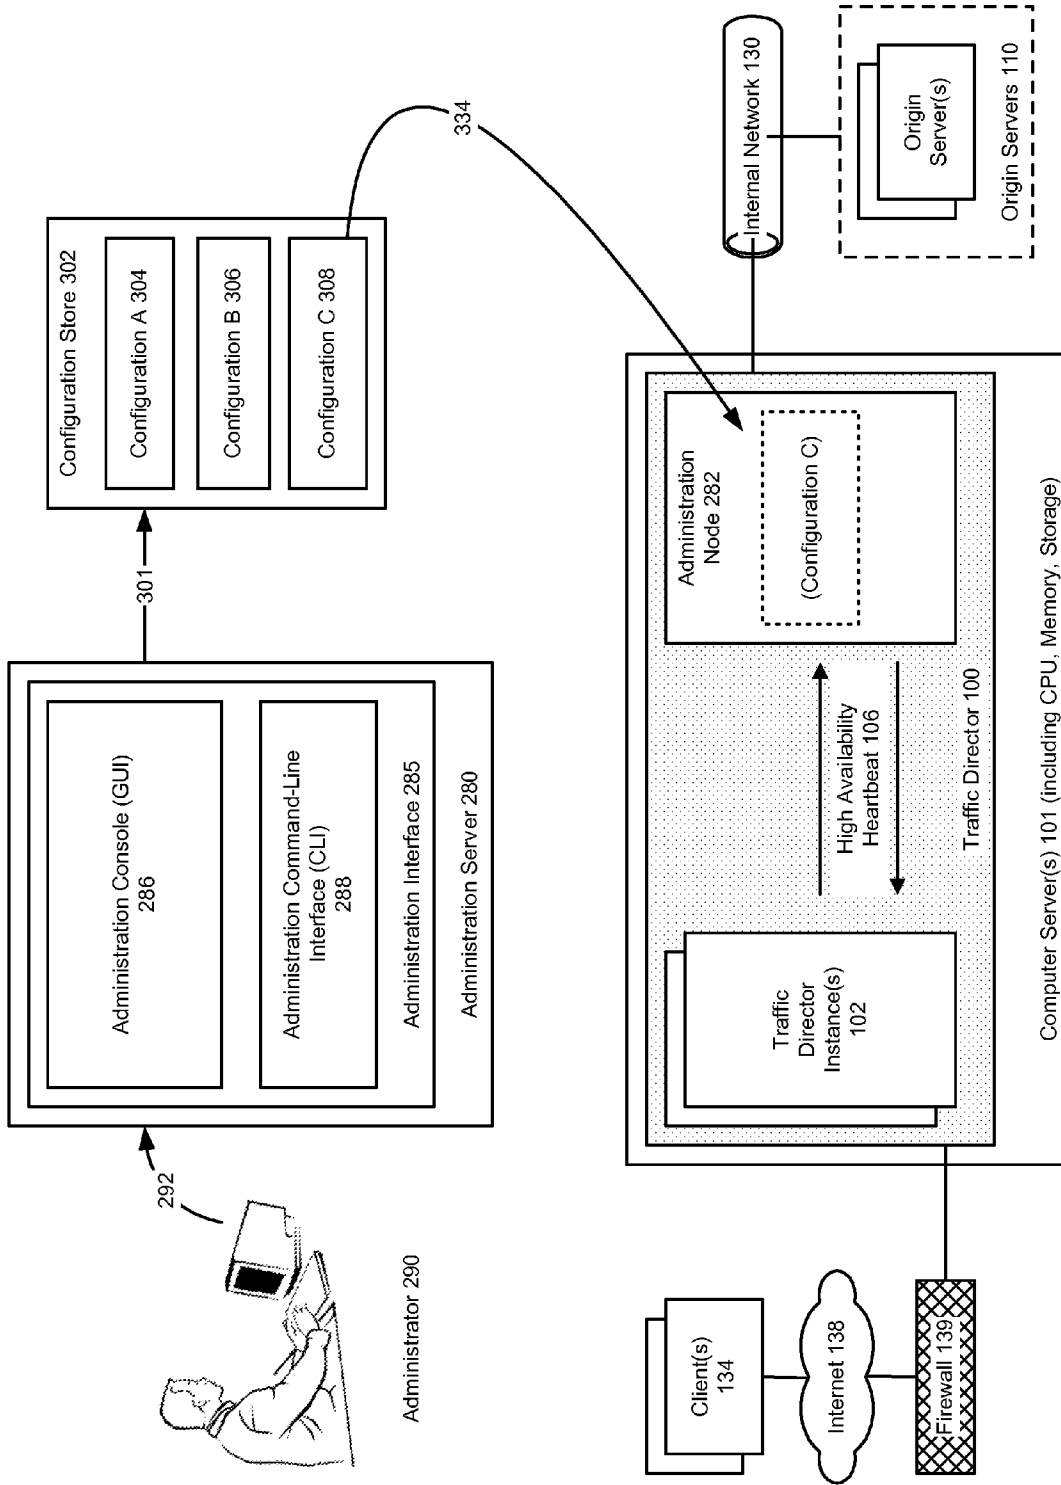 Administration Console (GUI)
286
Administration Command-Line
Interface (CLI)
288
Administration Interface 285
Administration Server 280
292
Administrator 290
301
Configuration Store 302
Configuration A 304
Configuration B 306
Configuration C 308
334
Client(s)
134
Internet 138
Firewall 139
Traffic
Director
Instance(s)
102
High Availability
Heartbeat 106
Administration
Node 282
(Configuration C)
Traffic Director 100
Computer Server(s) 101 (including CPU, Memory, Storage)
Internal Network 130
Origin
Server(s)
Origin Servers 110